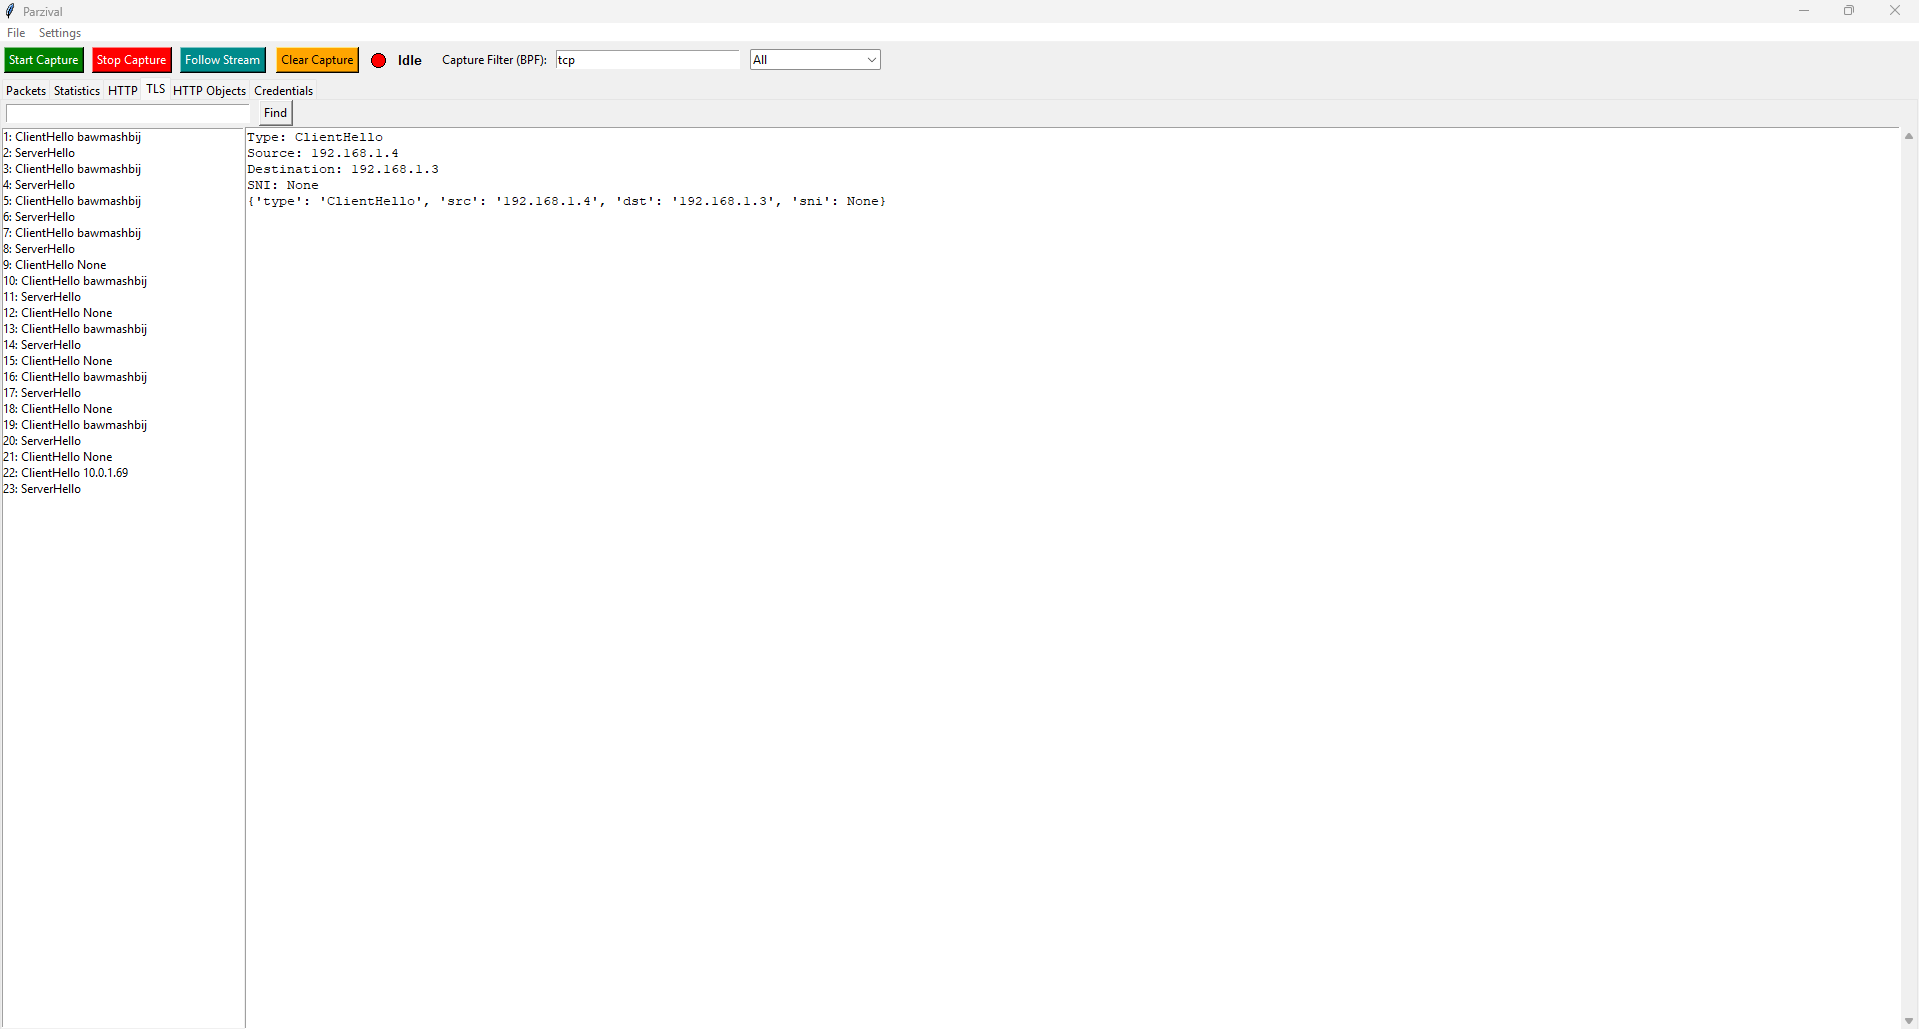 Parzival
File Settings
Start Capture Stop Capture Follow Stream Clear Capture Idle Capture Filter (BPF): tcp All
Packets Statistics HTTP TLS HTTP Objects Credentials
Find
1: ClientHello bawmashbij
2: ServerHello
3: ClientHello bawmashbij
4: ServerHello
5: ClientHello bawmashbij
6: ServerHello
7: ClientHello bawmashbij
8: ServerHello
9: ClientHello None
10: ClientHello bawmashbij
11: ServerHello
12: ClientHello None
13: ClientHello bawmashbij
14: ServerHello
15: ClientHello None
16: ClientHello bawmashbij
17: ServerHello
18: ClientHello None
19: ClientHello bawmashbij
20: ServerHello
21: ClientHello None
22: ClientHello 10.0.1.69
23: ServerHello
Type: ClientHello
Source: 192.168.1.4
Destination: 192.168.1.3
SNI: None
{'type': 'ClientHello', 'src': '192.168.1.4', 'dst': '192.168.1.3', 'sni': None}